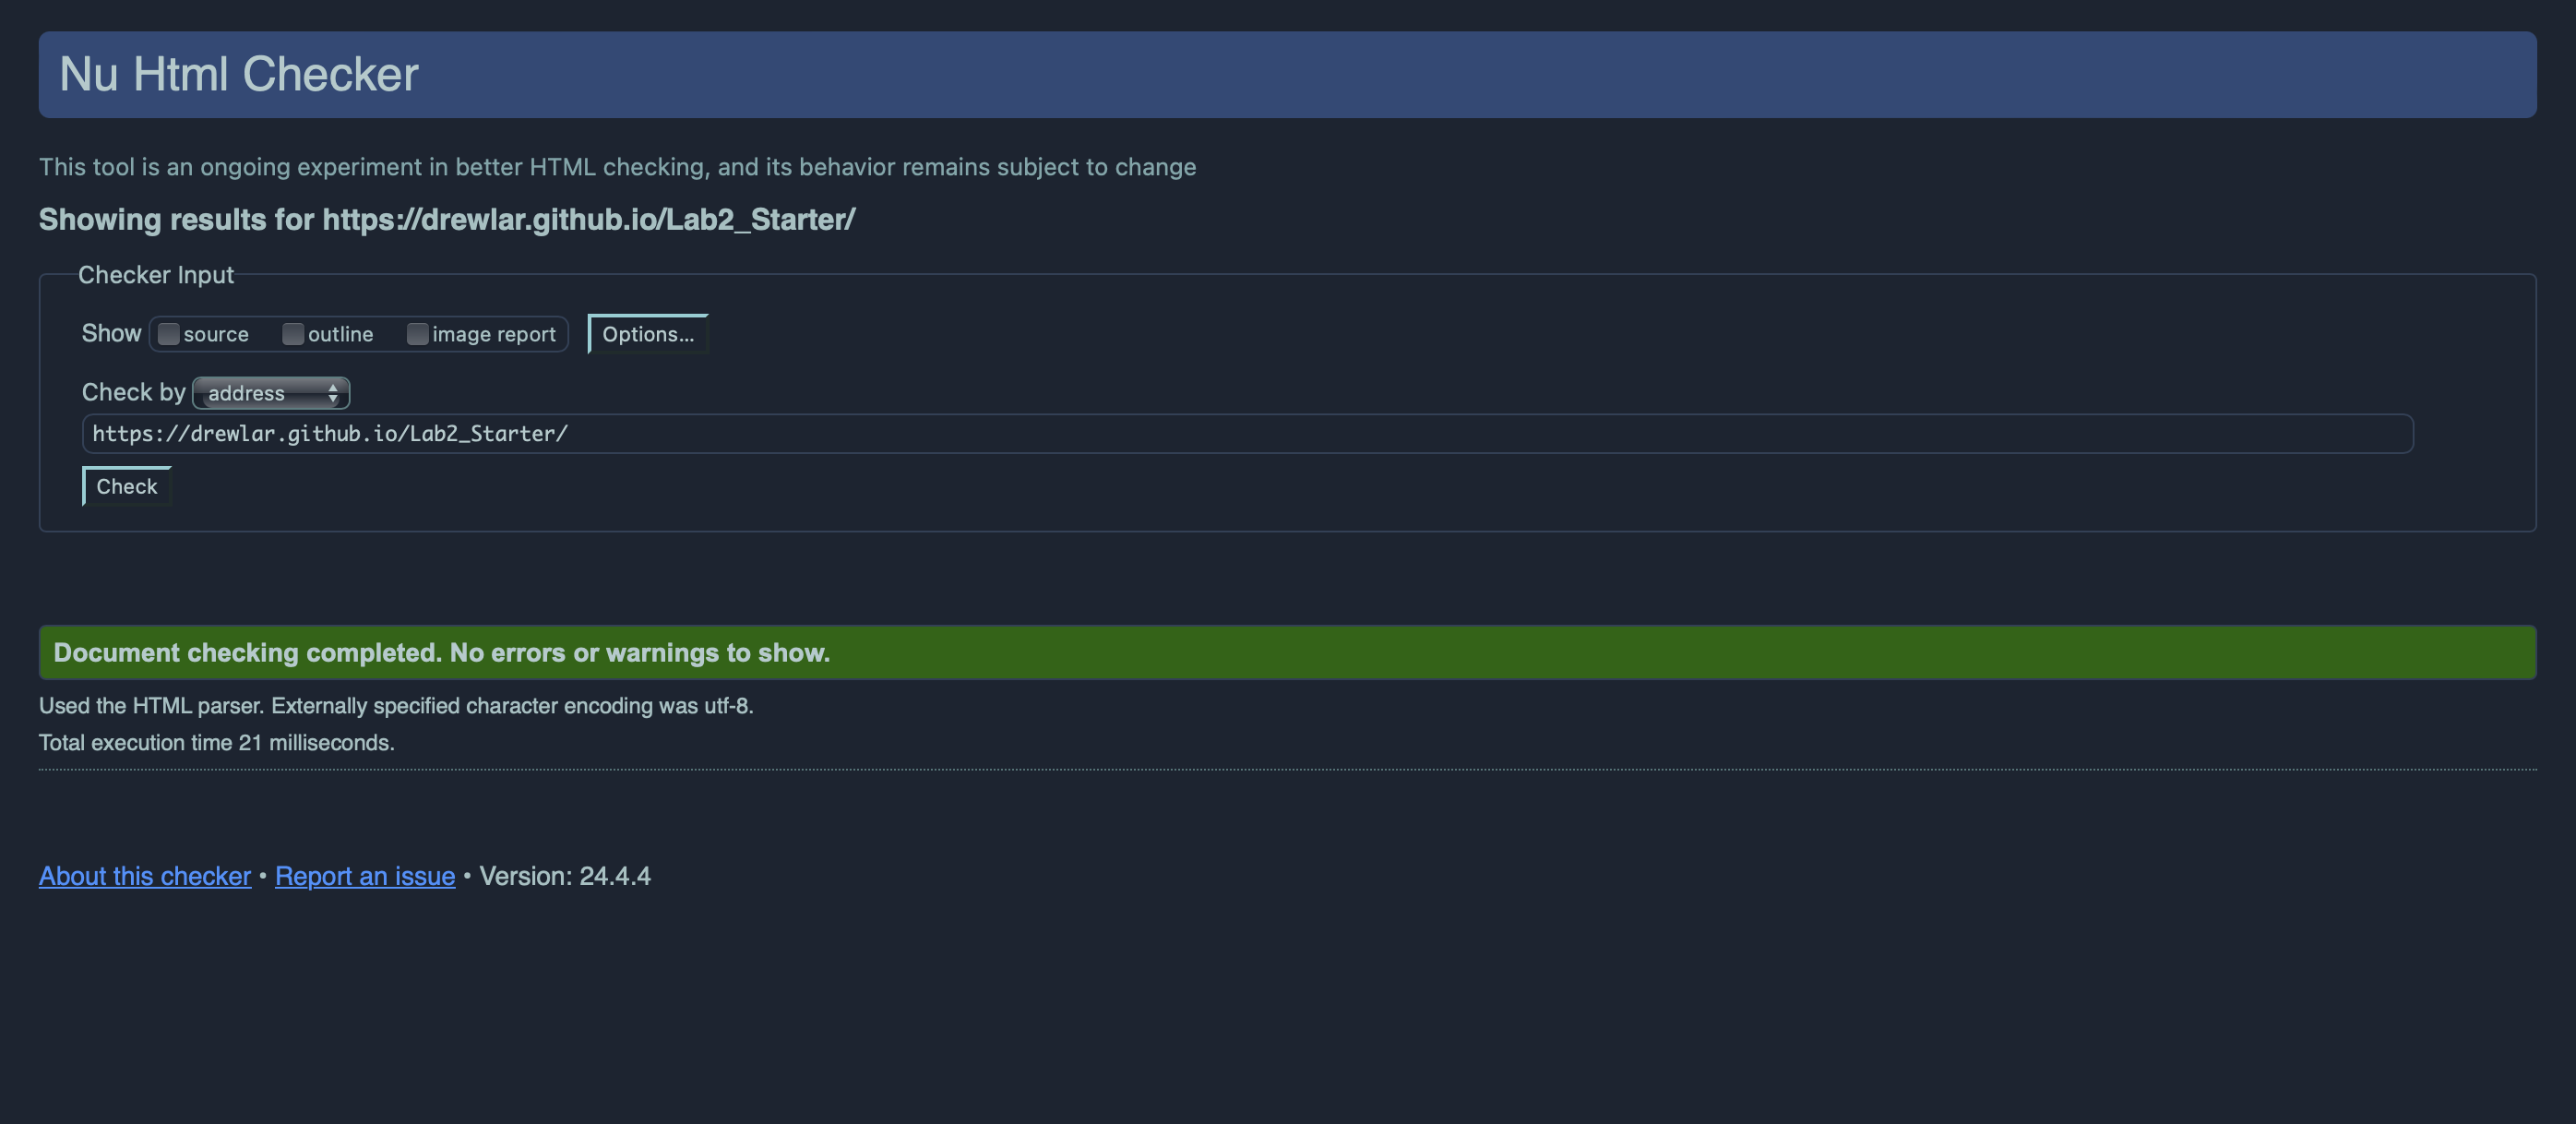 Nu Html Checker
This tool is an ongoing experiment in better HTML checking, and its behavior remains subject to change
Showing results for https://drewlar.github.io/Lab2_Starter/
Checker Input
Show source outline image report Options...
Check by address
https://drewlar.github.io/Lab2_Starter/
Check
Document checking completed. No errors or warnings to show.
Used the HTML parser. Externally specified character encoding was utf-8.
Total execution time 21 milliseconds.
About this checker • Report an issue • Version: 24.4.4